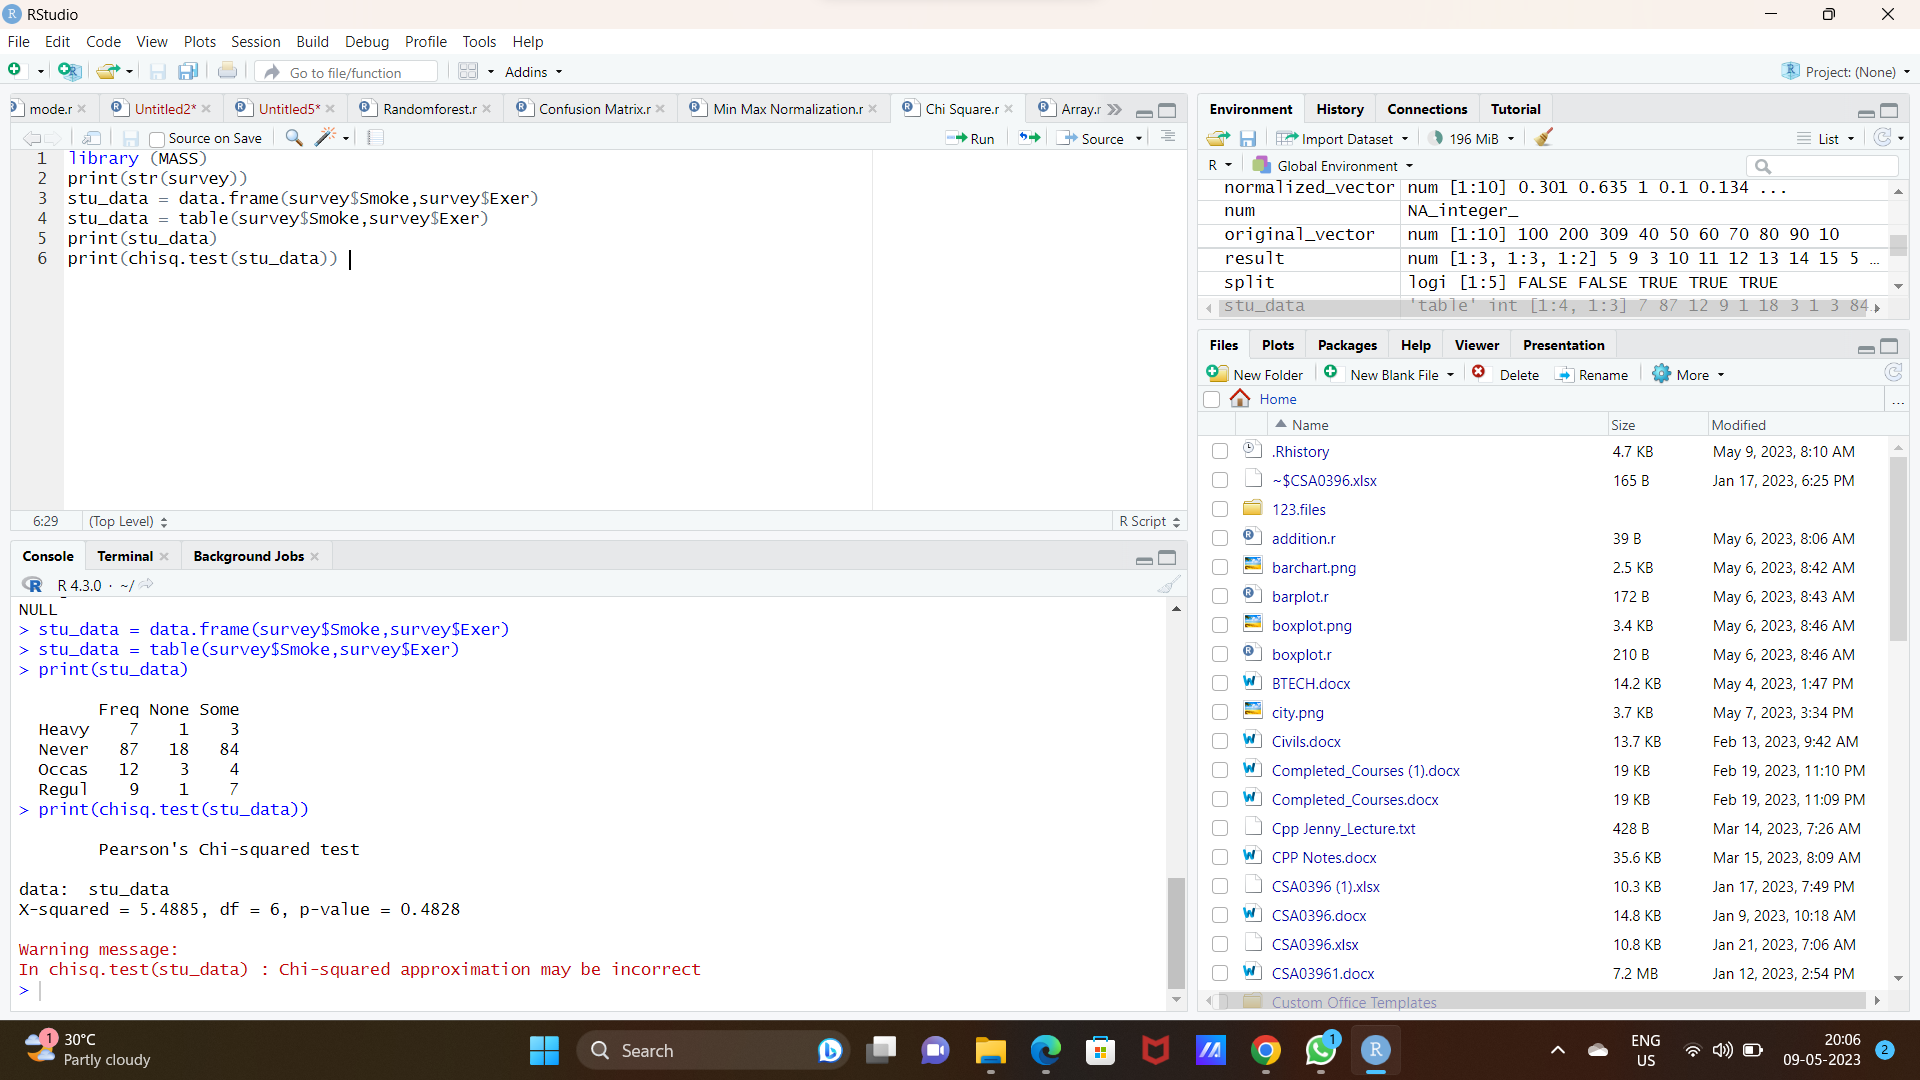 RStudio
File Edit Code View Plots Session Build Debug Profile Tools Help
Go to file/function Addins Project: (None)
mode.r Untitled2* Untitled5* Randomforest.r Confusion Matrix.r Min Max Normalization.r Chi Square.r Array.r
Source on Save Run Source
1 library (MASS)
2 print(str(survey))
3 stu_data = data.frame(survey$Smoke,survey$Exer)
4 stu_data = table(survey$Smoke,survey$Exer)
5 print(stu_data)
6 print(chisq.test(stu_data))
6:29 (Top Level) R Script
Console Terminal Background Jobs
R 4.3.0 · ~/
NULL
> stu_data = data.frame(survey$Smoke,survey$Exer)
> stu_data = table(survey$Smoke,survey$Exer)
> print(stu_data)
Freq None Some
Heavy 7 1 3
Never 87 18 84
Occas 12 3 4
Regul 9 1 7
> print(chisq.test(stu_data))
Pearson's Chi-squared test
data: stu_data
X-squared = 5.4885, df = 6, p-value = 0.4828
Warning message:
In chisq.test(stu_data) : Chi-squared approximation may be incorrect
>
Environment History Connections Tutorial
Import Dataset 196 MiB List
R Global Environment
normalized_vector num [1:10] 0.301 0.635 1 0.1 0.134 ...
num NA_integer_
original_vector num [1:10] 100 200 309 40 50 60 70 80 90 10
result num [1:3, 1:3, 1:2] 5 9 3 10 11 12 13 14 15 5 …
split logi [1:5] FALSE FALSE TRUE TRUE TRUE
stu_data 'table' int [1:4, 1:3] 7 87 12 9 1 18 3 1 3 84
Files Plots Packages Help Viewer Presentation
New Folder New Blank File Delete Rename More
Home ...
Name Size Modified
.Rhistory 4.7 KB May 9, 2023, 8:10 AM
~$CSA0396.xlsx 165 B Jan 17, 2023, 6:25 PM
123.files
addition.r 39 B May 6, 2023, 8:06 AM
barchart.png 2.5 KB May 6, 2023, 8:42 AM
barplot.r 172 B May 6, 2023, 8:43 AM
boxplot.png 3.4 KB May 6, 2023, 8:46 AM
boxplot.r 210 B May 6, 2023, 8:46 AM
BTECH.docx 14.2 KB May 4, 2023, 1:47 PM
city.png 3.7 KB May 7, 2023, 3:34 PM
Civils.docx 13.7 KB Feb 13, 2023, 9:42 AM
Completed_Courses (1).docx 19 KB Feb 19, 2023, 11:10 PM
Completed_Courses.docx 19 KB Feb 19, 2023, 11:09 PM
Cpp Jenny_Lecture.txt 428 B Mar 14, 2023, 7:26 AM
CPP Notes.docx 35.6 KB Mar 15, 2023, 8:09 AM
CSA0396 (1).xlsx 10.3 KB Jan 17, 2023, 7:49 PM
CSA0396.docx 14.8 KB Jan 9, 2023, 10:18 AM
CSA0396.xlsx 10.8 KB Jan 21, 2023, 7:06 AM
CSA03961.docx 7.2 MB Jan 12, 2023, 2:54 PM
Custom Office Templates
1 30°C
Partly cloudy
Search
1
ENG
US
20:06
09-05-2023
2